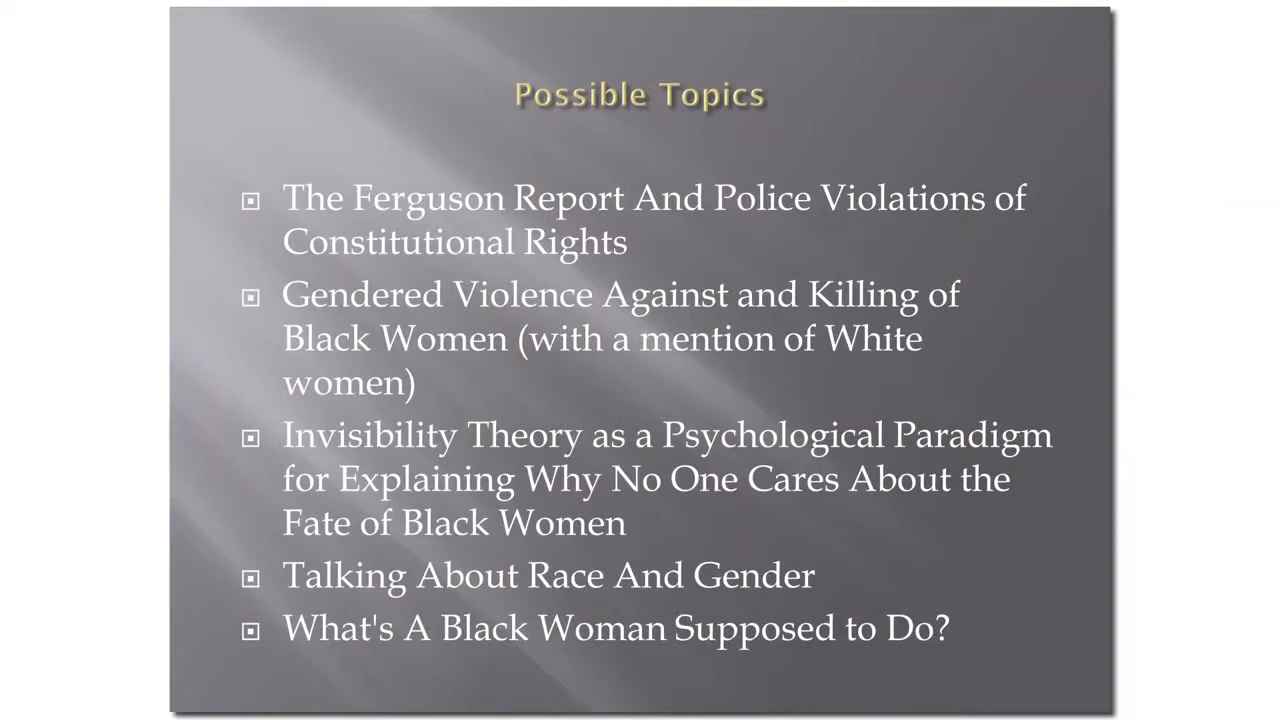 Possible Topics
The Ferguson Report And Police Violations of
Constitutional Rights
Gendered Violence Against and Killing of
Black Women (with a mention of White
women)
Invisibility Theory as a Psychological Paradigm
for Explaining Why No One Cares About the
Fate of Black Women
Talking About Race And Gender
What's A Black Woman Supposed to Do?